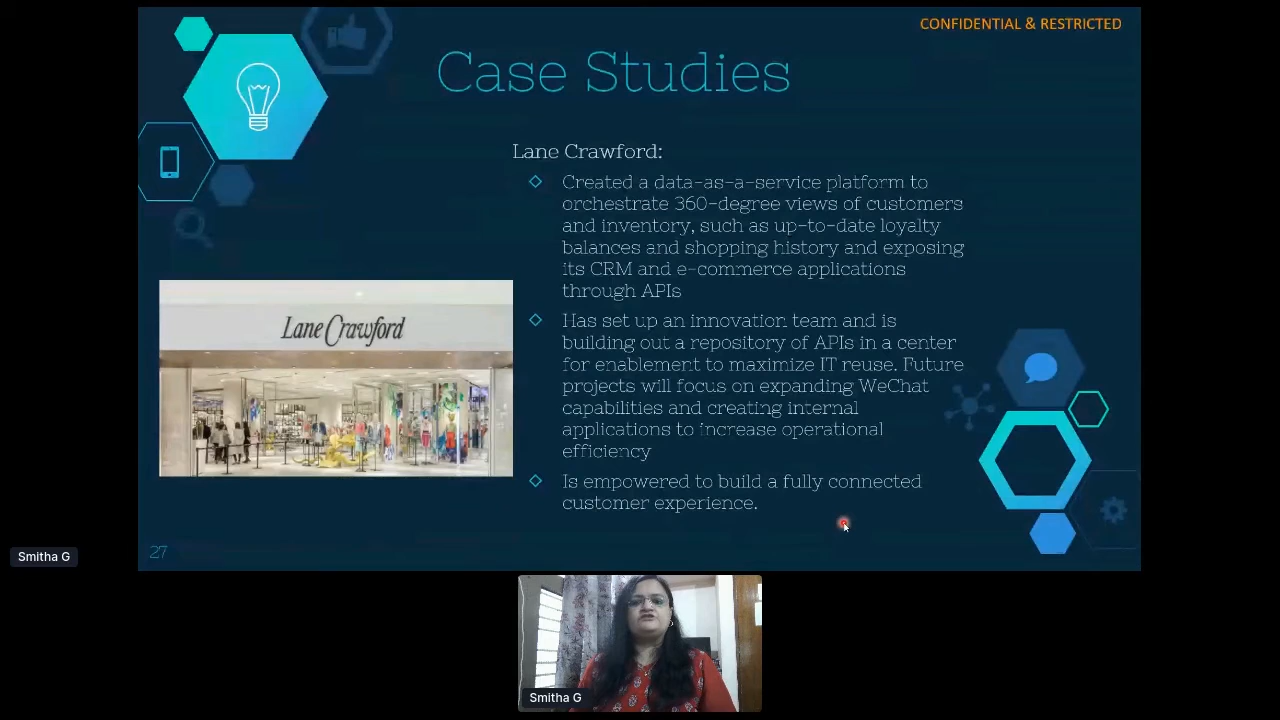 CONFIDENTIAL & RESTRICTED
Case Studies
Lane Crawford:
Created a data-as-a-service platform to
orchestrate 360-degree views of customers
and inventory, such as up-to-date loyalty
balances and shopping history and exposing
its CRM and e-commerce applications
through APIs
Has set up an innovation team and is
building out a repository of APIs in a center
for enablement to maximize IT reuse. Future
projects will focus on expanding WeChat
capabilities and creating internal
applications to increase operational
efficiency
Is empowered to build a fully connected
customer experience.
Lane Crawford
27
Smitha G
Smitha G